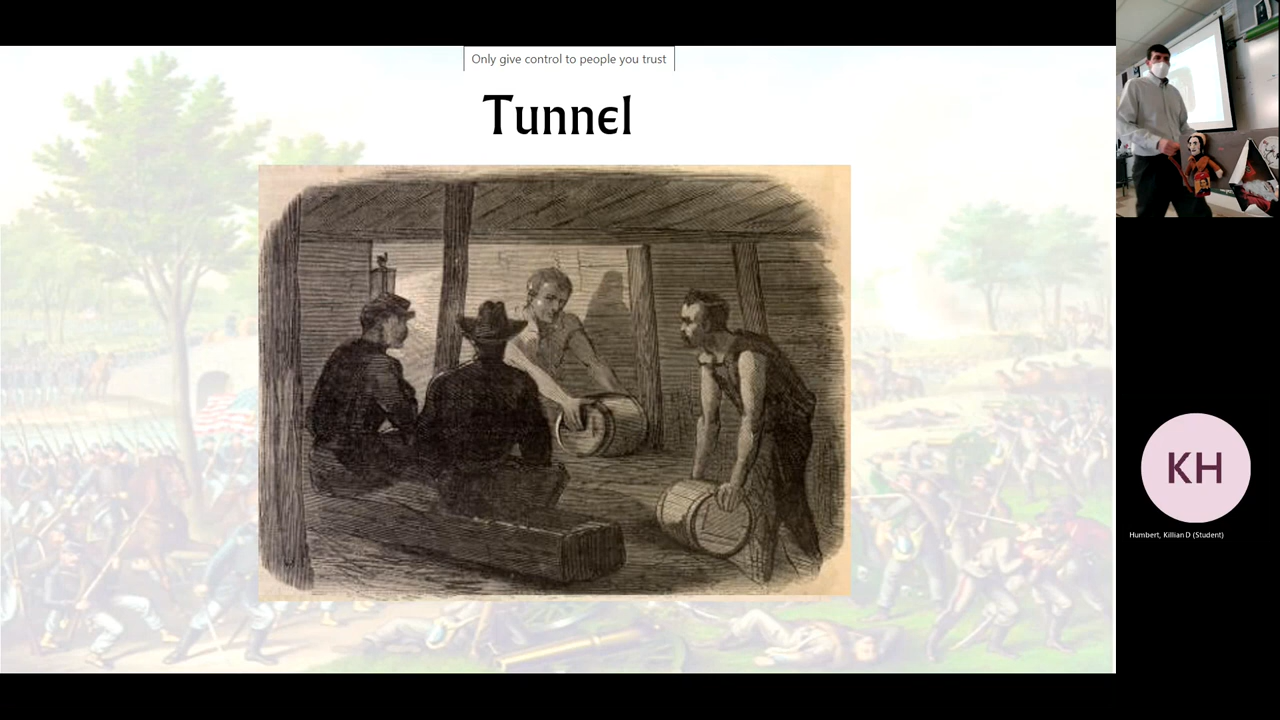 Only give control to people you trust
Tunnel
KH
Humbert, Killian D (Student)